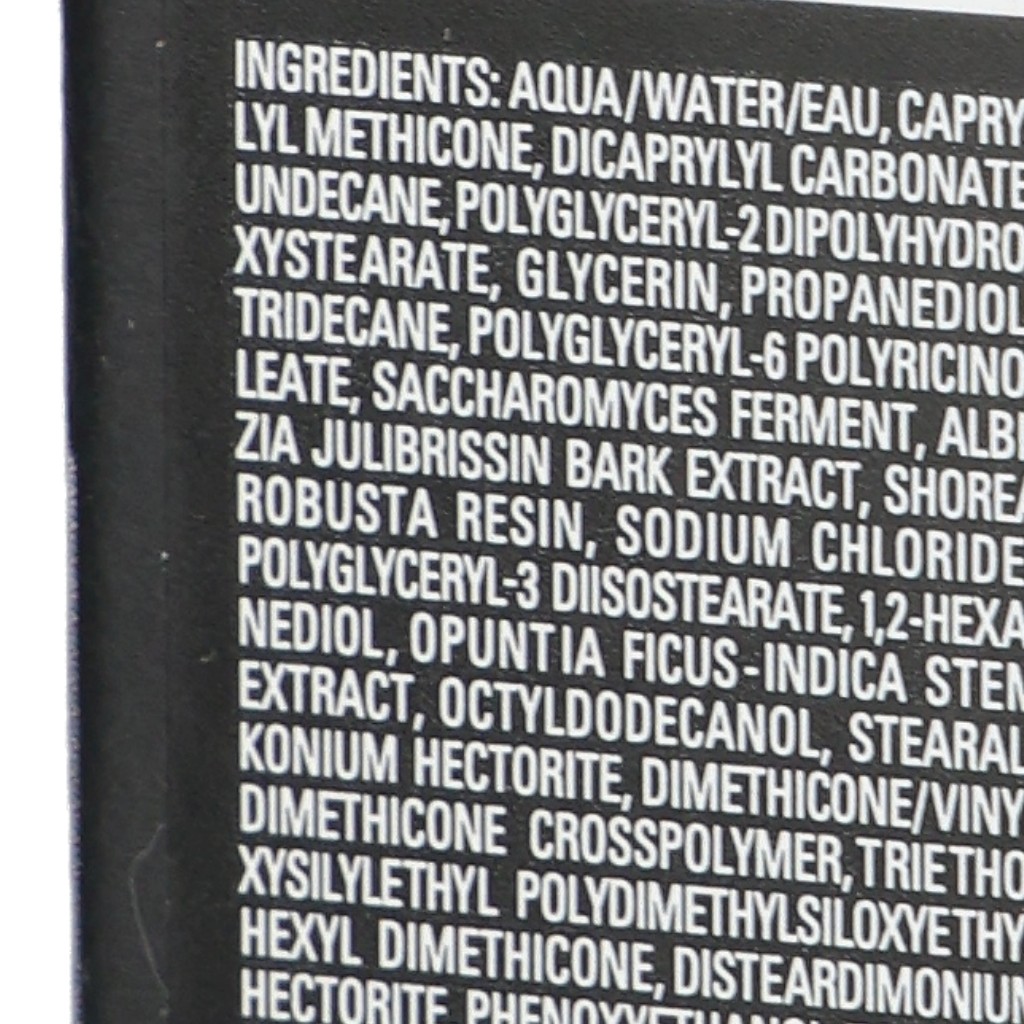 INGREDIENTS: AQUA/WATER/EAU, CAPRY
LYL METHICONE, DICAPRYLYL CARBONATE
UNDECANE, POLYGLYCERYL-2 DIPOLYHYDRO
XYSTEARATE, GLYCERIN, PROPANEDIOL
TRIDECANE, POLYGLYCERYL-6 POLYRICINO
LEATE, SACCHAROMYCES FERMENT, ALBI
ZIA JULIBRISSIN BARK EXTRACT, SHOREA
ROBUSTA RESIN, SODIUM CHLORIDE
POLYGLYCERYL-3 DIISOSTEARATE, 1,2-HEXA
NEDIOL, OPUNTIA FICUS-INDICA STEM
EXTRACT, OCTYLDODECANOL, STEARAL
KONIUM HECTORITE, DIMETHICONE/VINY
DIMETHICONE CROSSPOLYMER, TRIETHO
XYSILYLETHYL POLYDIMETHYLSILOXYETHY
HEXYL DIMETHICONE, DISTEARDIMONIUM
HECTORITE, PHENOXYETHANOL